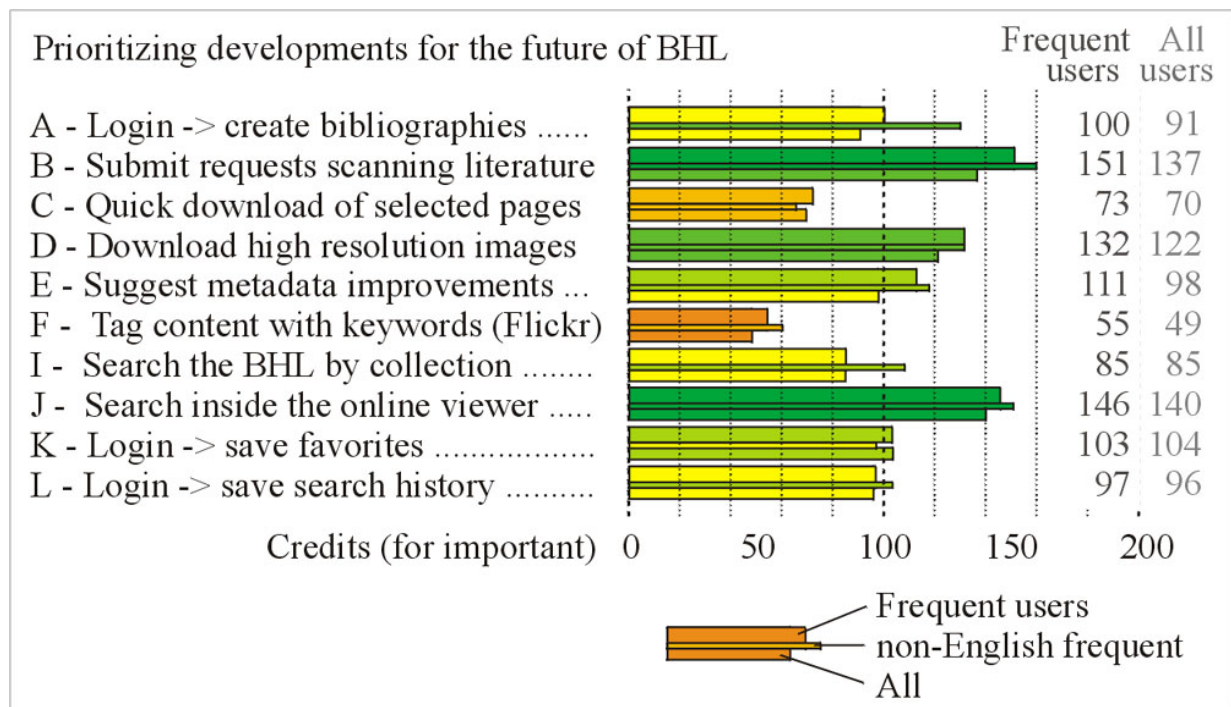 Prioritizing developments for the future of BHL
Frequent users
All users
A - Login -> create bibliographies ...... 100 91
B - Submit requests scanning literature 151 137
C - Quick download of selected pages 73 70
D - Download high resolution images 132 122
E - Suggest metadata improvements ... 111 98
F - Tag content with keywords (Flickr) 55 49
I - Search the BHL by collection ........ 85 85
J - Search inside the online viewer ..... 146 140
K - Login -> save favorites .................. 103 104
L - Login -> save search history .......... 97 96
Credits (for important) 0 50 100 150 200
Frequent users
non-English frequent
All